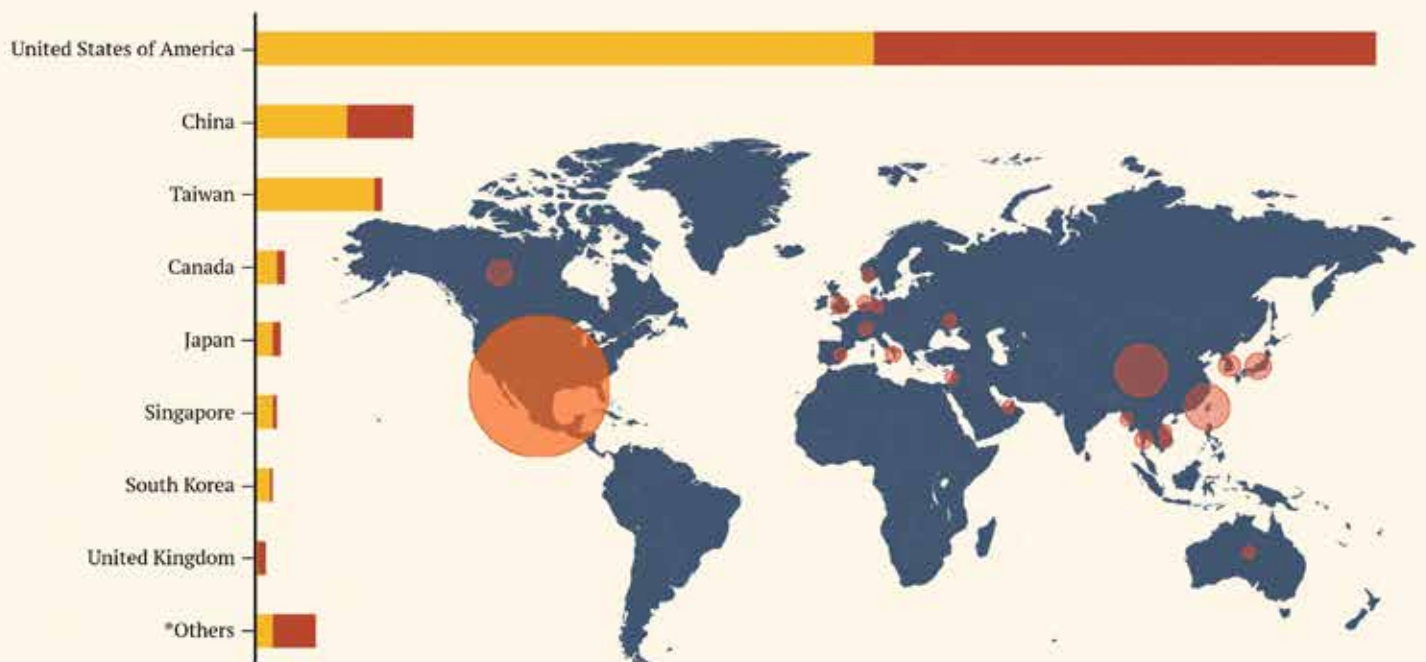 United States of America
China
Taiwan
Canada
Japan
Singapore
South Korea
United Kingdom
*Others